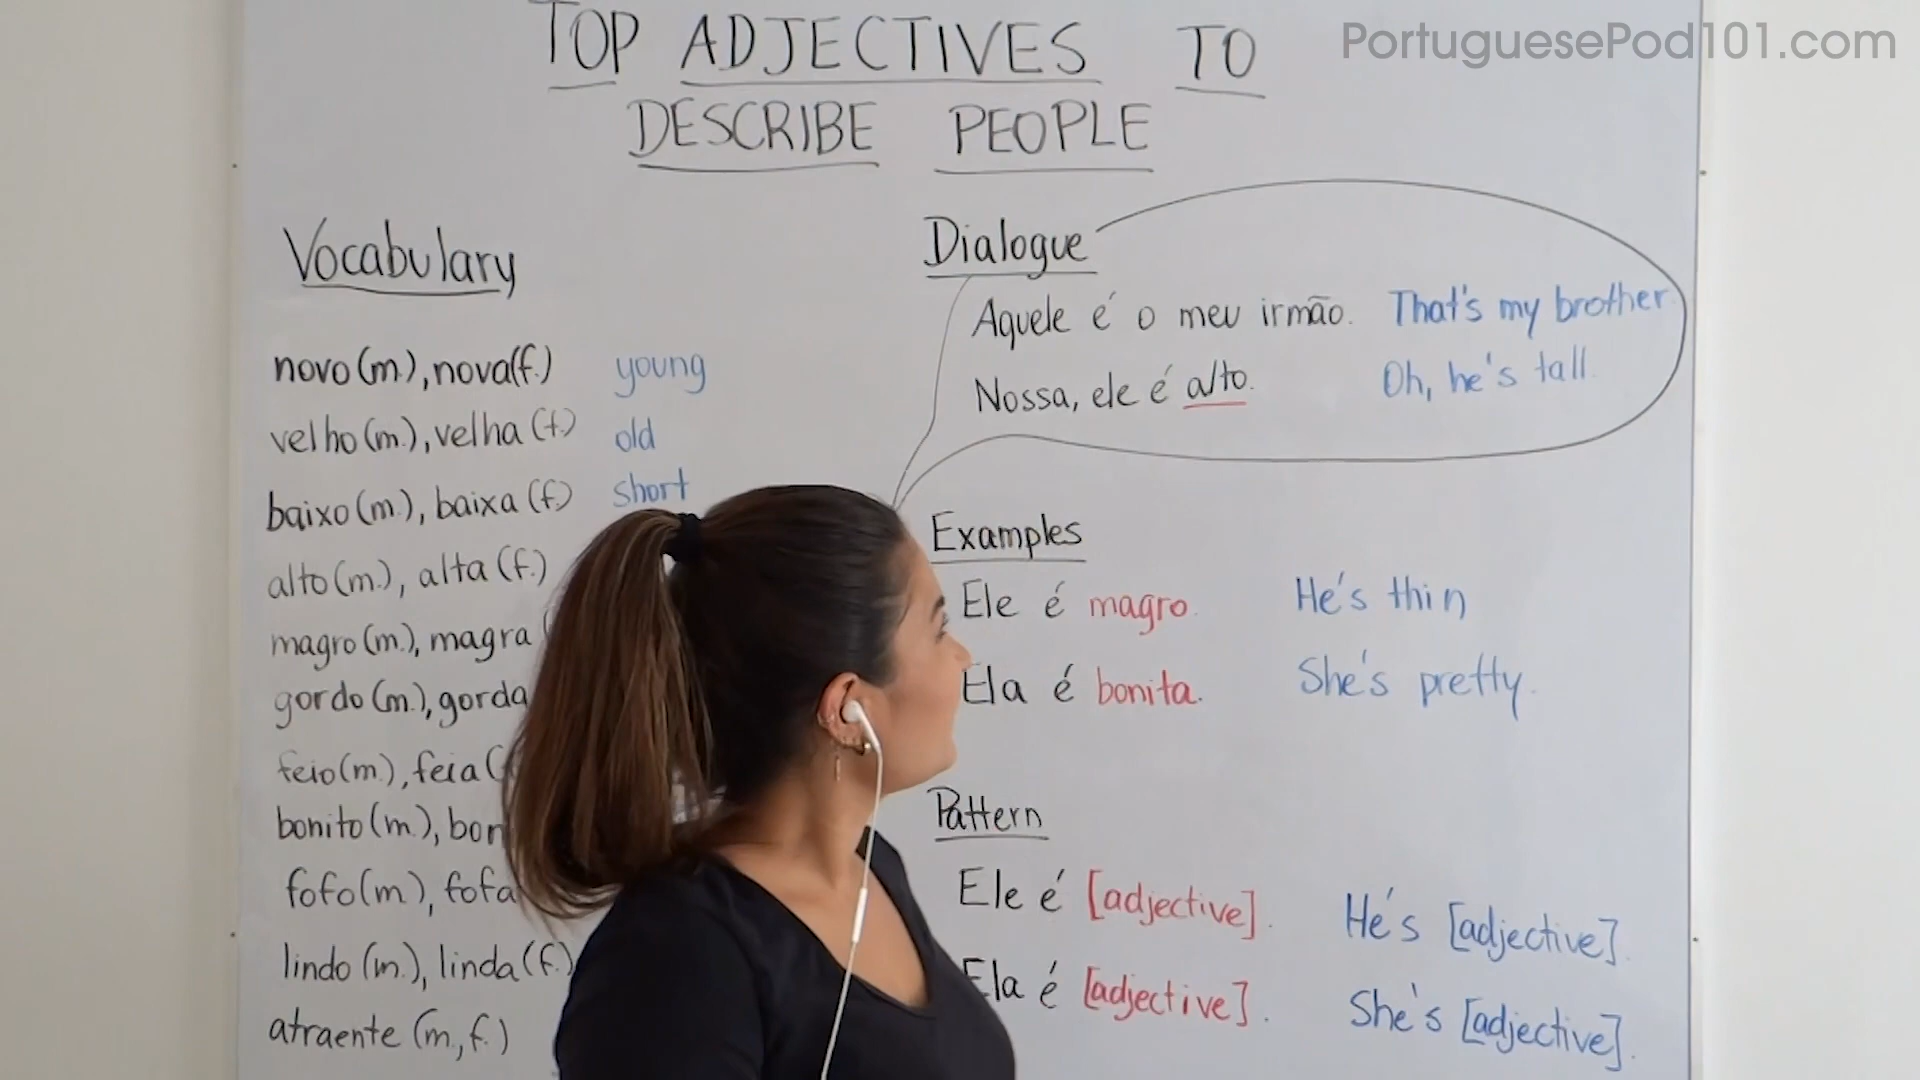 PortuguesePod101.com
TOP ADJECTIVES TO
DESCRIBE PEOPLE
Vocabulary
novo (m.), nova (f.) young
velho (m.), velha (f.) old
baixo (m.), baixa (f.) short
alto (m.), alta (f.)
magro (m.), magra
gordo (m.), gorda
feio (m.), feia (
bonito (m.), bon
fofo (m.), fofa
lindo (m.), linda (f.)
atraente (m., f.)
Dialogue
Aquele é o meu irmão. That's my brother.
Nossa, ele é alto. Oh, he's tall.
Examples
Ele é magro. He's thin
Ela é bonita. She's pretty.
Pattern
Ele é [adjective]. He's [adjective].
Ela é [adjective]. She's [adjective].